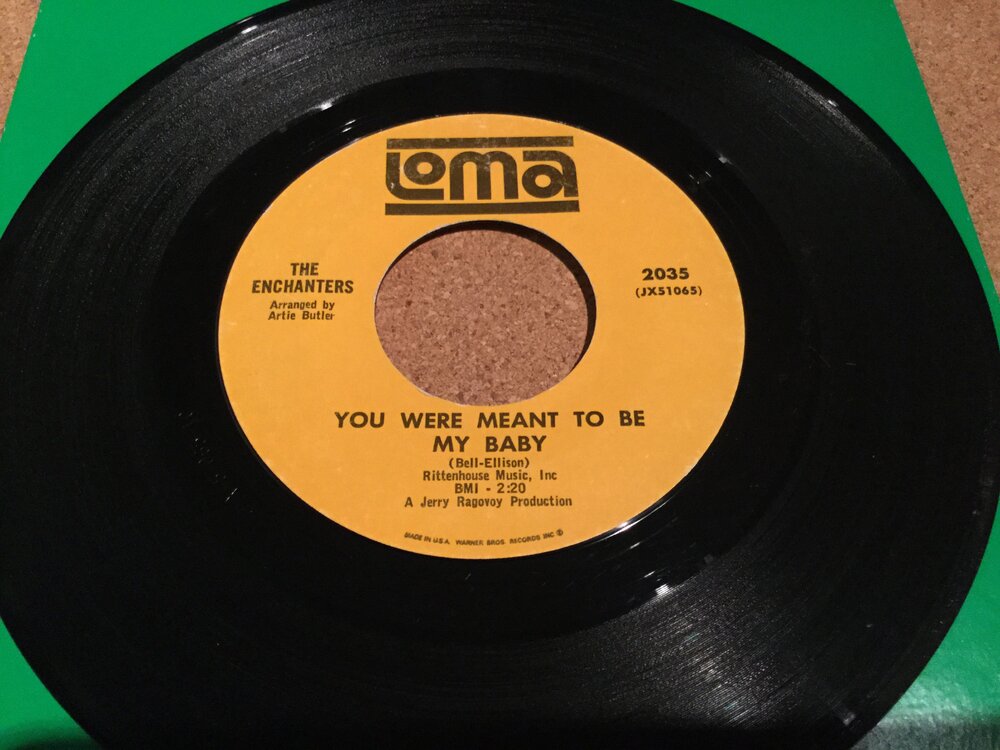 Loma
THE
ENCHANTERS
Arranged by
Artie Butler
2035
(JX51065)
YOU WERE MEANT TO BE
MY BABY
(Bell-Ellison)
Rittenhouse Music, Inc
BMI - 2:20
A Jerry Ragovoy Production
MADE IN U.S.A. WARNER BROS. RECORDS INC ℗